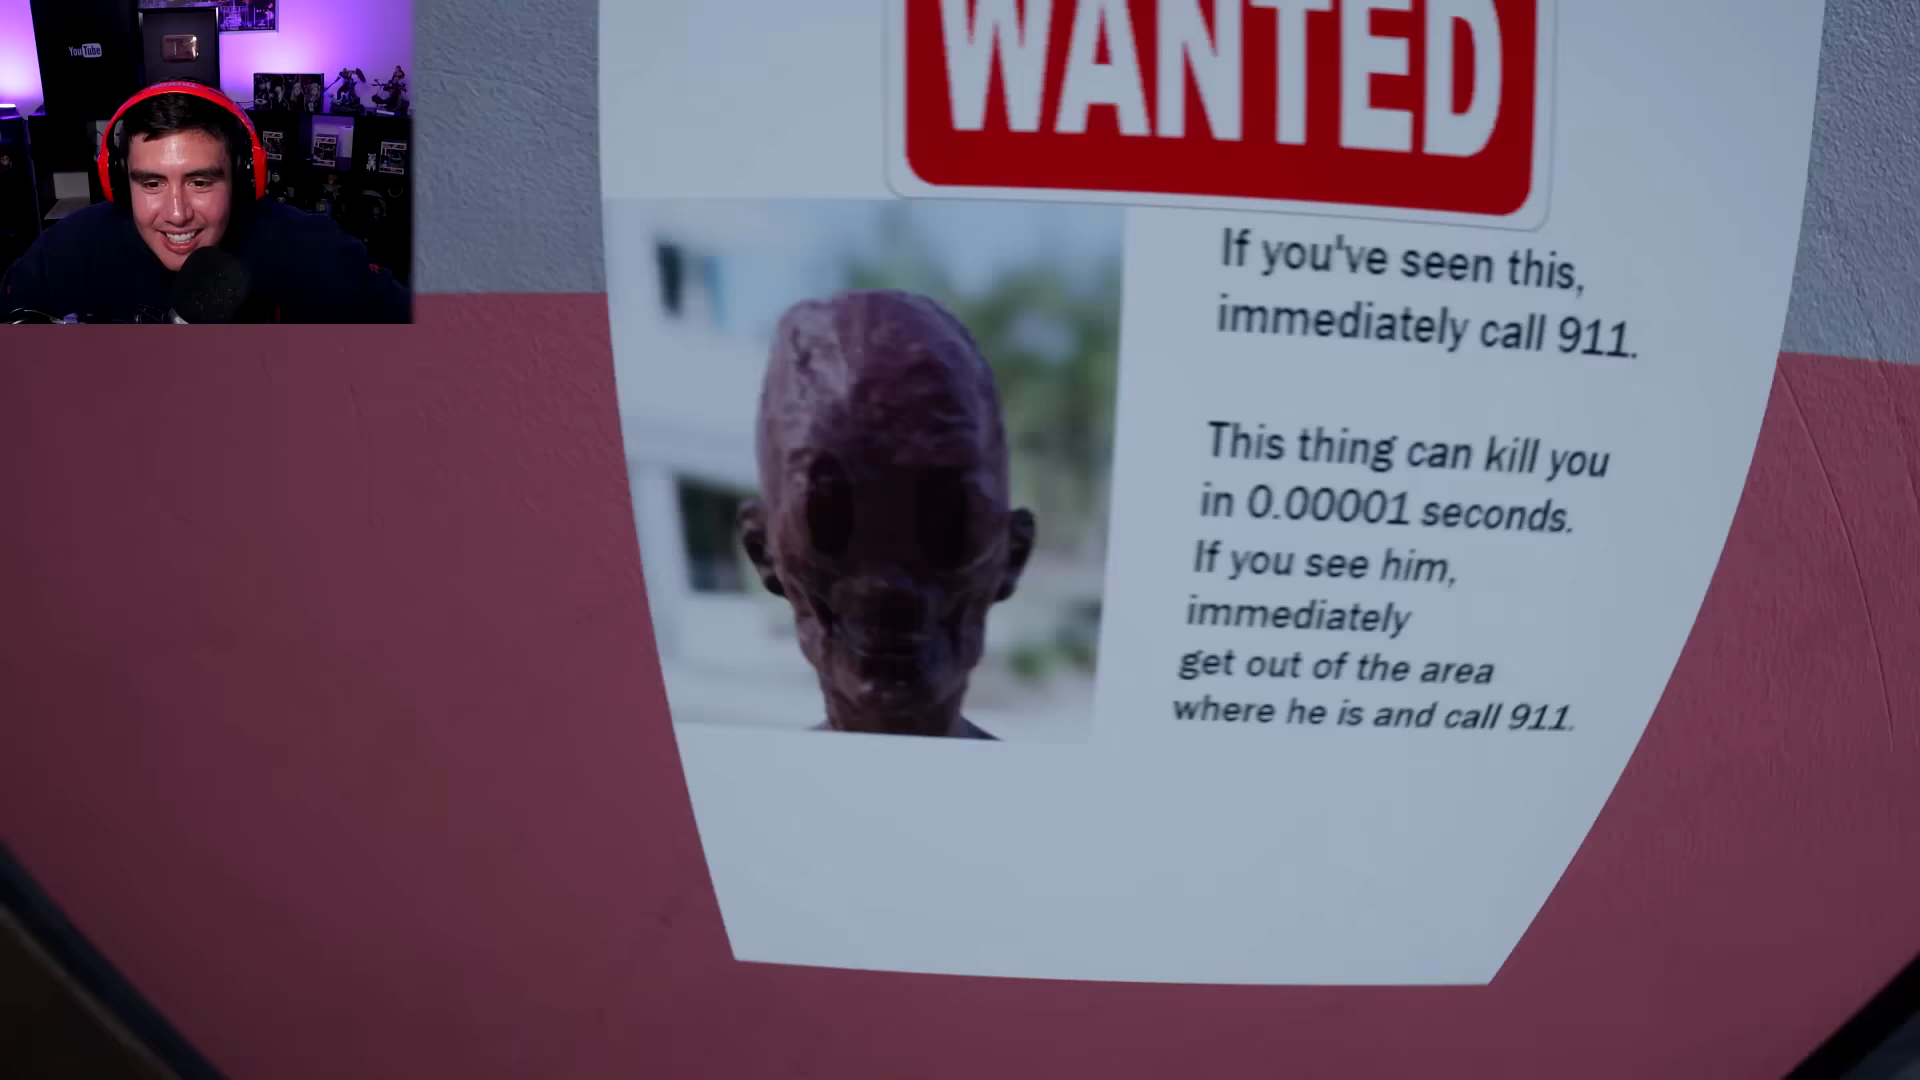 YouTube
WANTED
If you've seen this,
immediately call 911.
This thing can kill you
in 0.00001 seconds.
If you see him,
immediately
get out of the area
where he is and call 911.